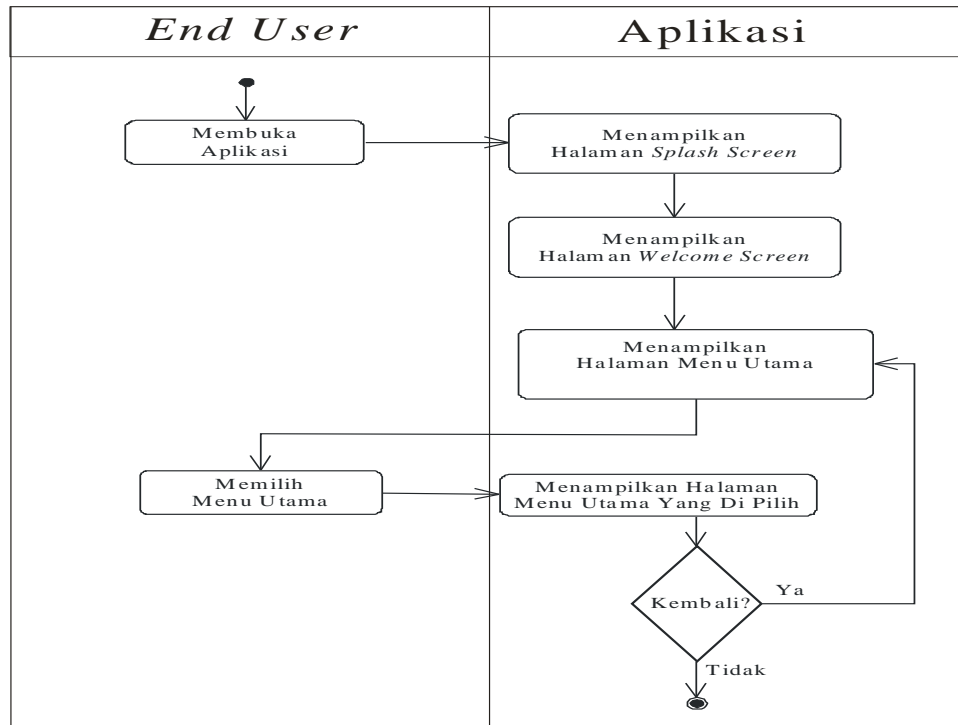 End User
Aplikasi
Membuka
Aplikasi
Menampilkan
Halaman Splash Screen
Menampilkan
Halaman Welcome Screen
Menampilkan
Halaman Menu Utama
Memilih
Menu Utama
Menampilkan Halaman
Menu Utama Yang Di Pilih
Kembali?
Ya
Tidak